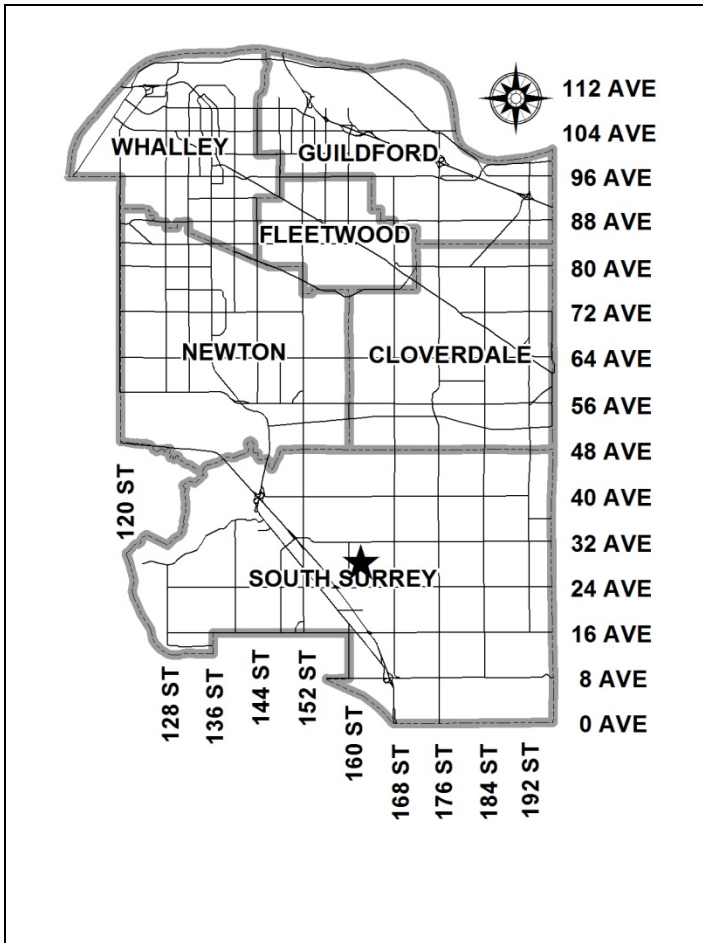 112 AVE
104 AVE
WHALLEY
GUILDFORD
96 AVE
88 AVE
FLEETWOOD
80 AVE
72 AVE
NEWTON
CLOVERDALE
64 AVE
56 AVE
48 AVE
120 ST
40 AVE
32 AVE
SOUTH SURREY
24 AVE
16 AVE
128 ST
136 ST
144 ST
152 ST
160 ST
8 AVE
0 AVE
168 ST
176 ST
184 ST
192 ST